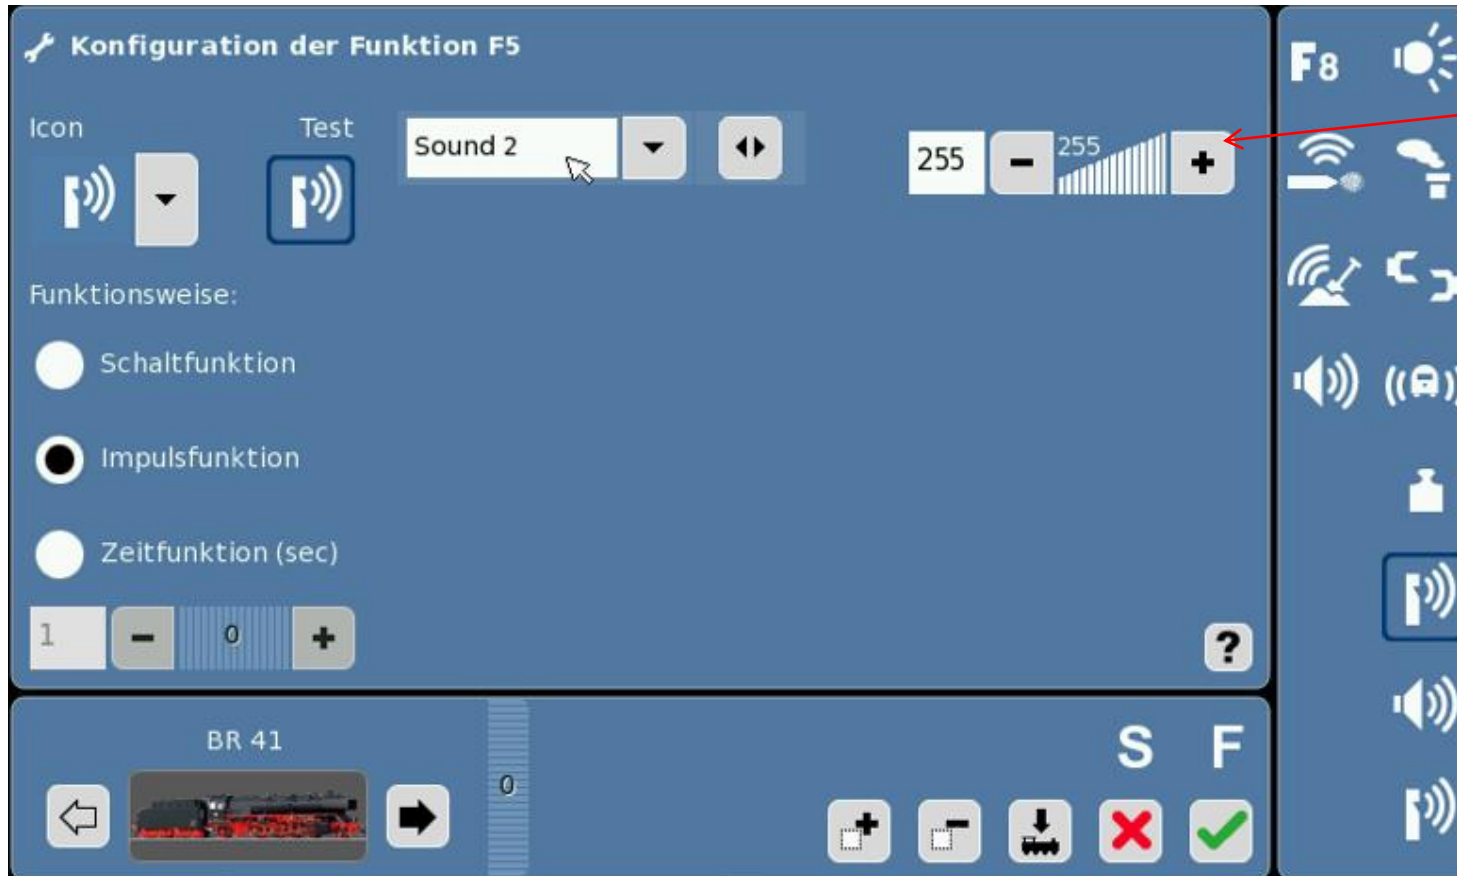 Konfiguration der Funktion F5
F8
Icon
Test
Sound 2
255
255
Funktionsweise:
Schaltfunktion
Impulsfunktion
Zeitfunktion (sec)
1
0
?
BR 41
0
S
F